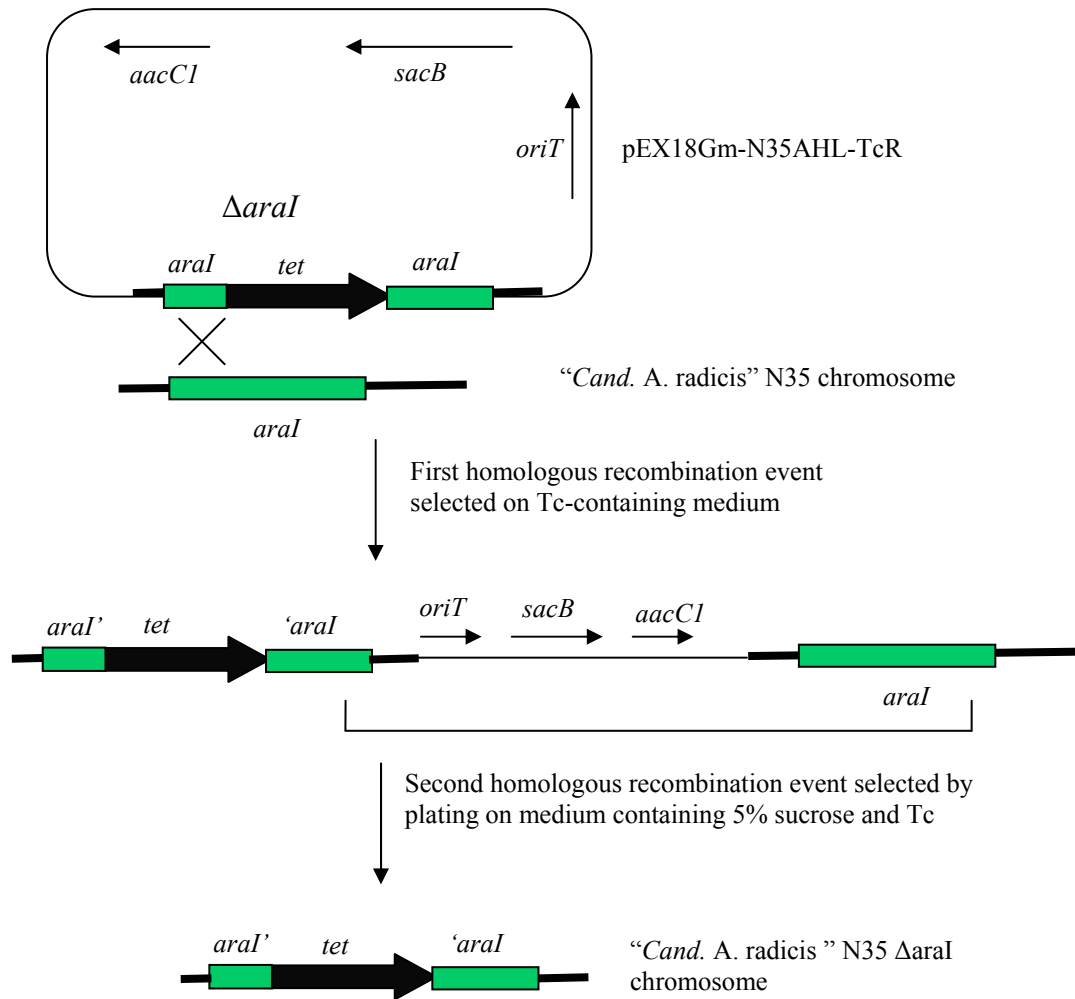 aacC1
sacB
oriT
pEX18Gm-N35AHL-TcR
ΔaraI
araI
tet
araI
“Cand. A. radicis” N35 chromosome
araI
First homologous recombination event
selected on Tc-containing medium
araI’
tet
‘araI
oriT
sacB
aacC1
araI
Second homologous recombination event selected by
plating on medium containing 5% sucrose and Tc
araI’
tet
‘araI
“Cand. A. radicis ” N35 ΔaraI
chromosome